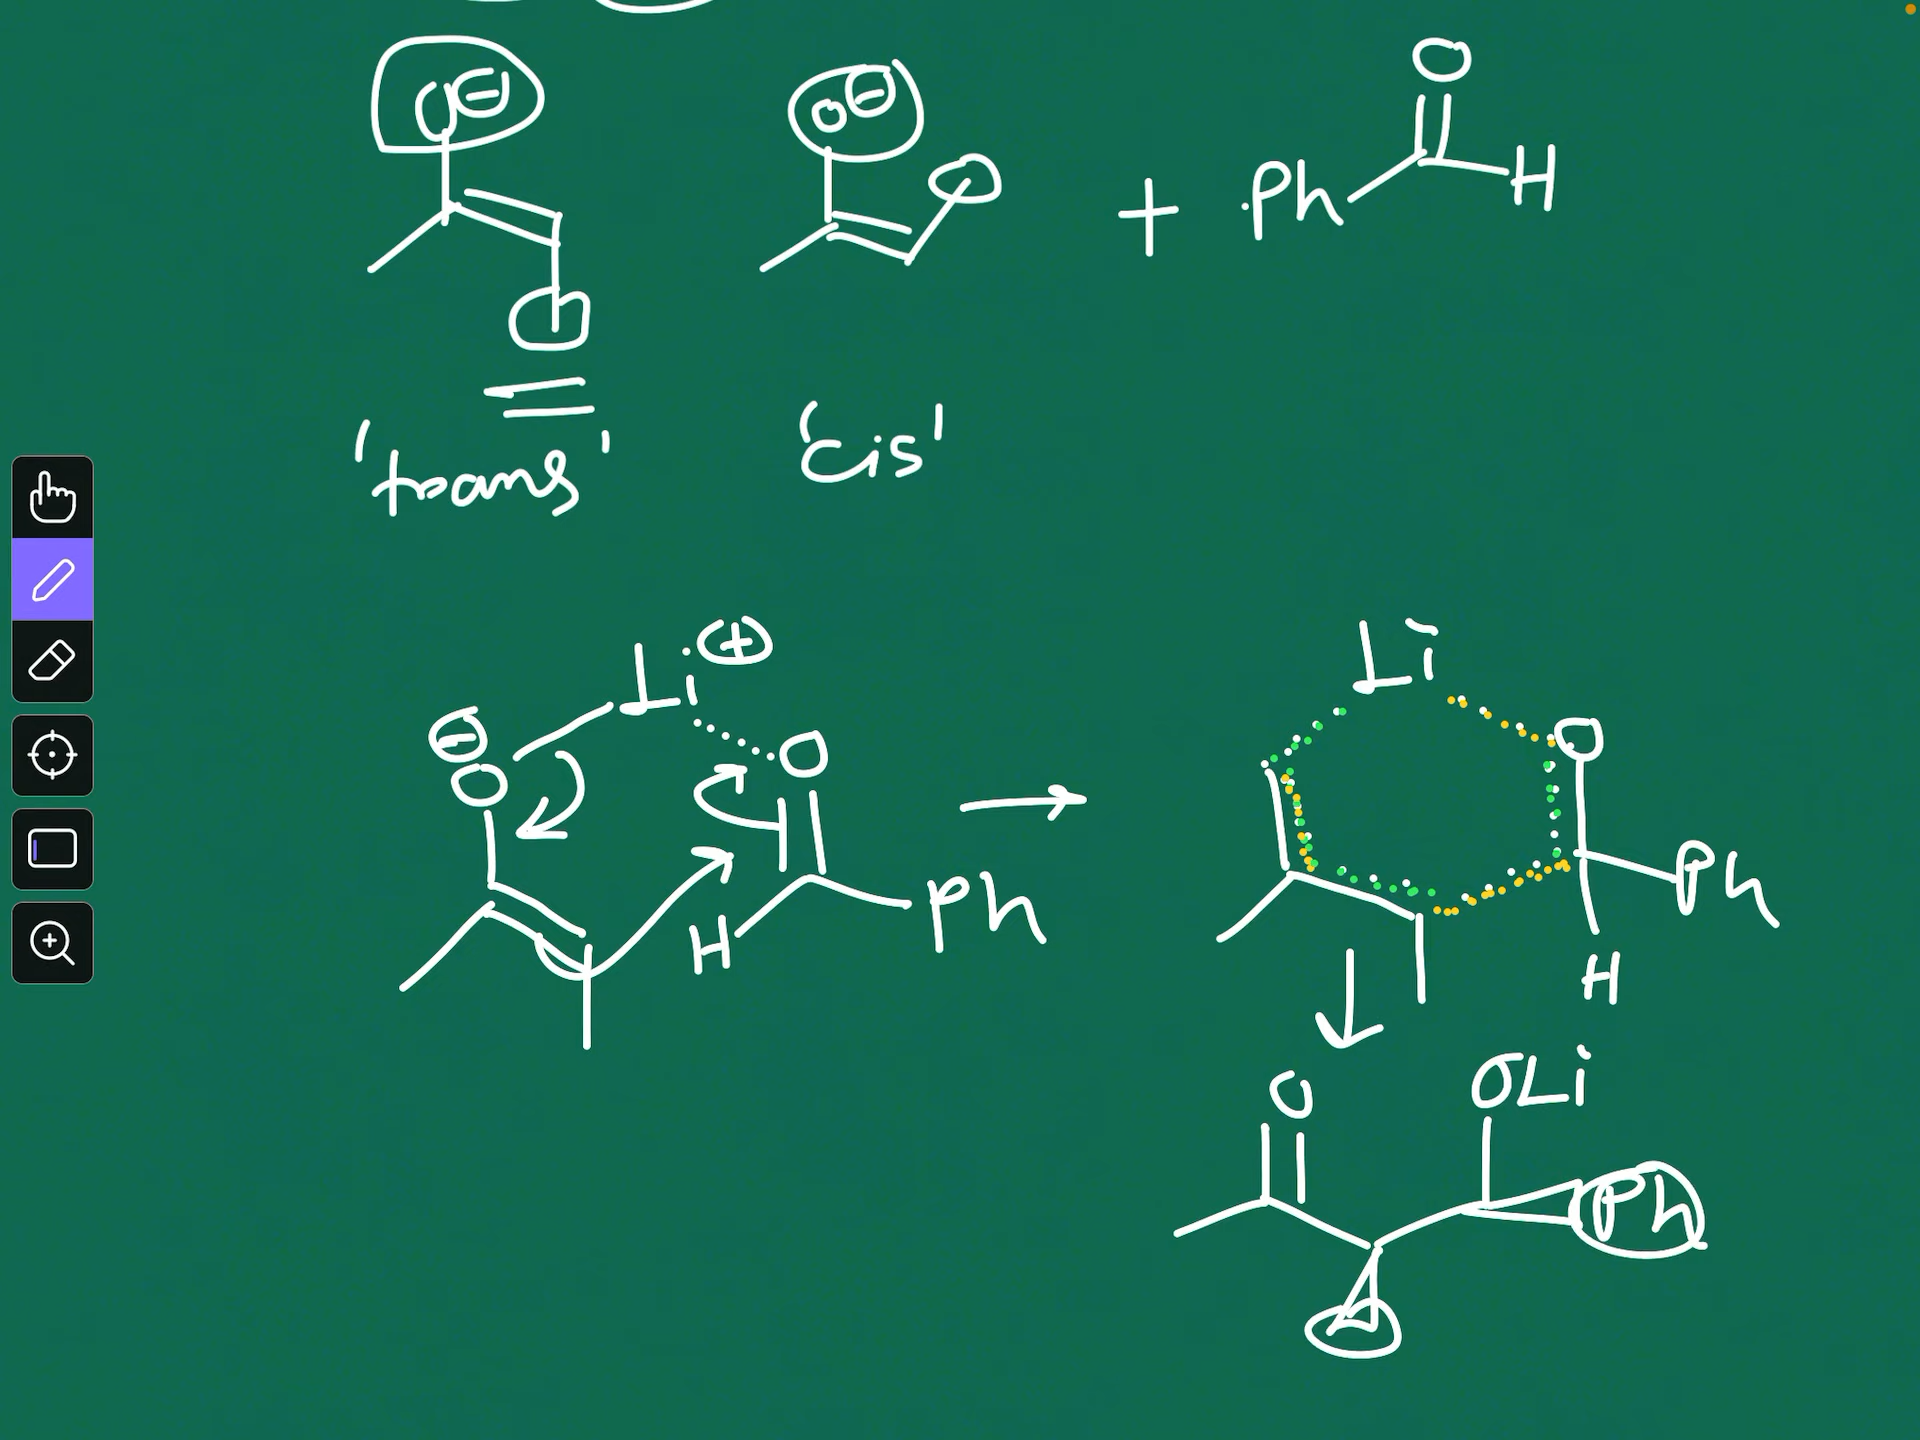 O⊖ O⊖ O
+ Ph H
'trans' 'cis'
Li⊕ Li
⊖
O O O
H Ph Ph
H
O OLi
Ph